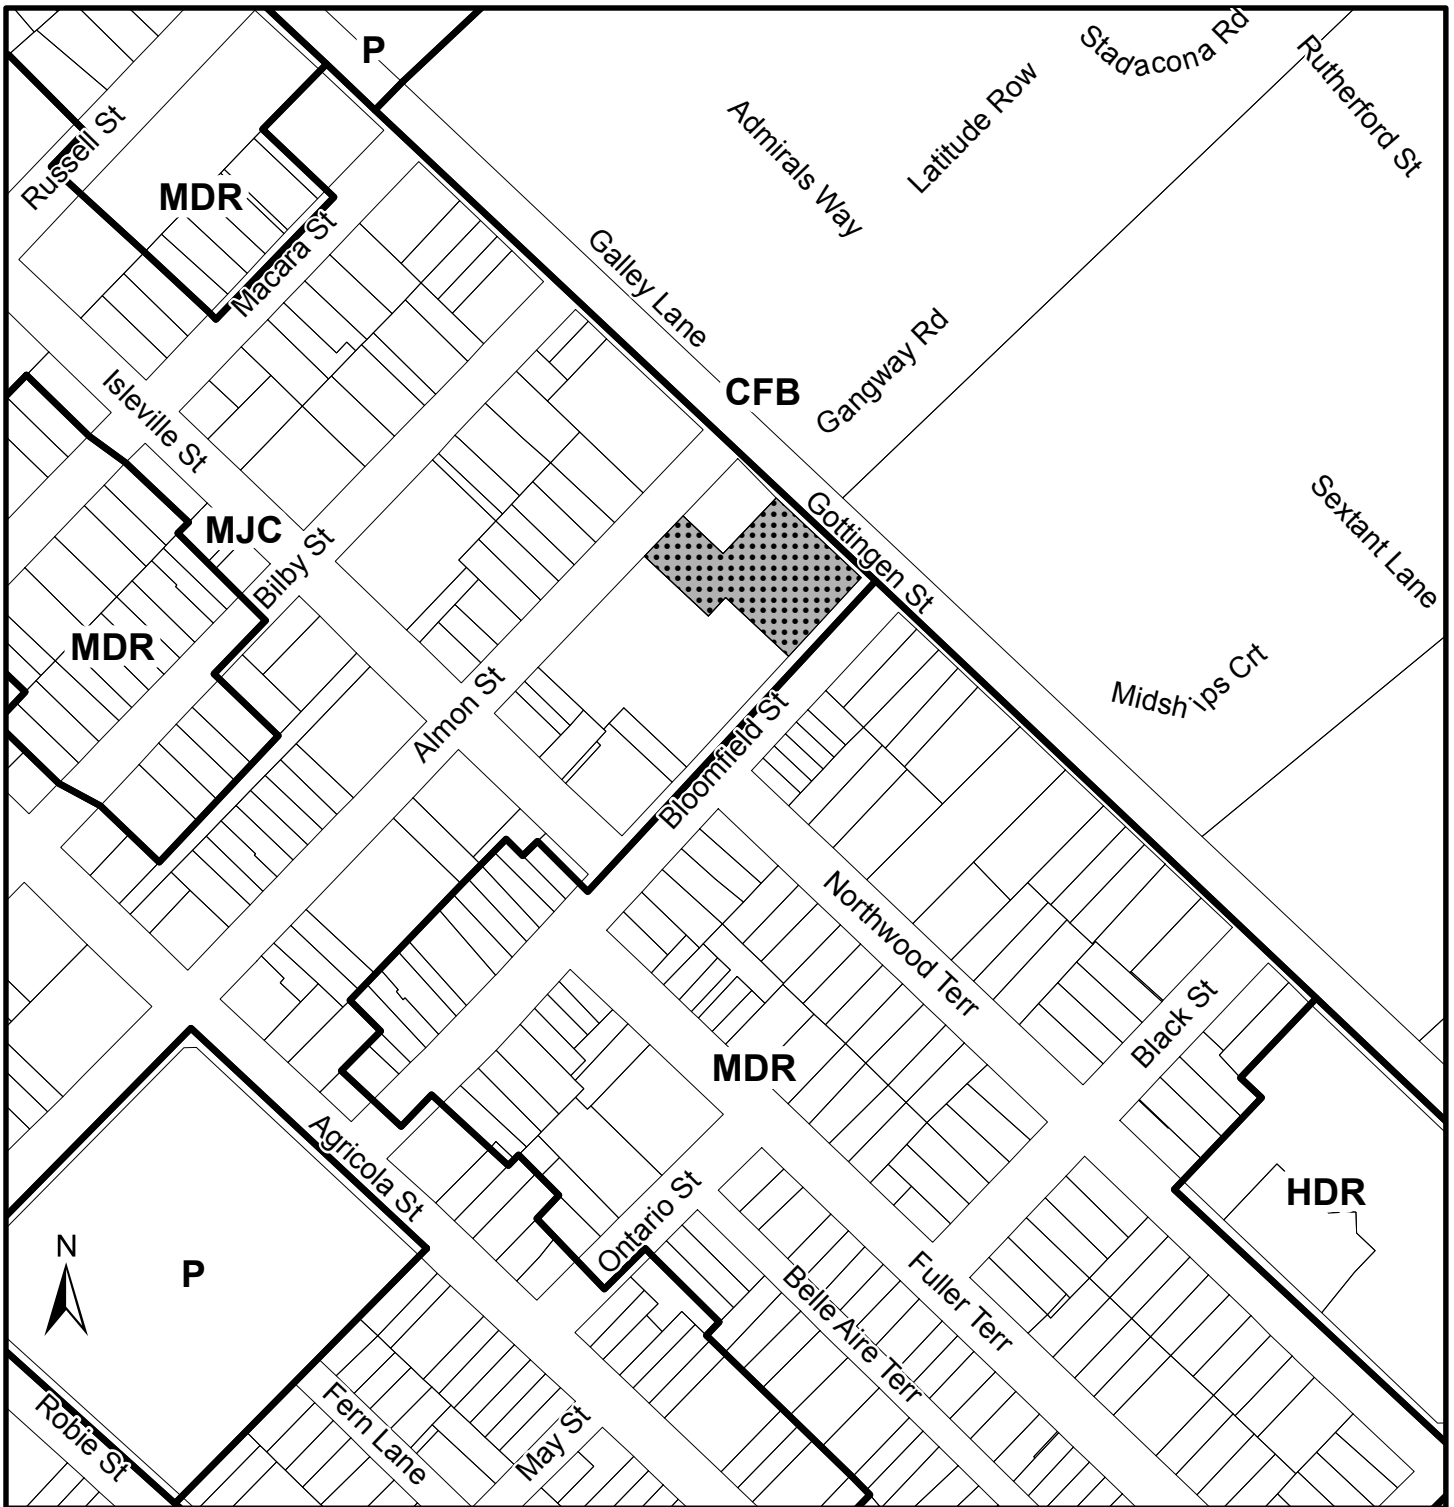 P
Stadacona Rd
Rutherford St
Latitude Row
Admirals Way
Russell St
MDR
Macara St
Galley Lane
Gangway Rd
CFB
Isleville St
MJC
Bilby St
Gottingen St
Sextant Lane
MDR
Almon St
Midships Crt
Bloomfield St
Northwood Terr
Black St
MDR
Agricola St
Ontario St
HDR
N
P
Fuller Terr
Belle Aire Terr
Robie St
Fern Lane
May St